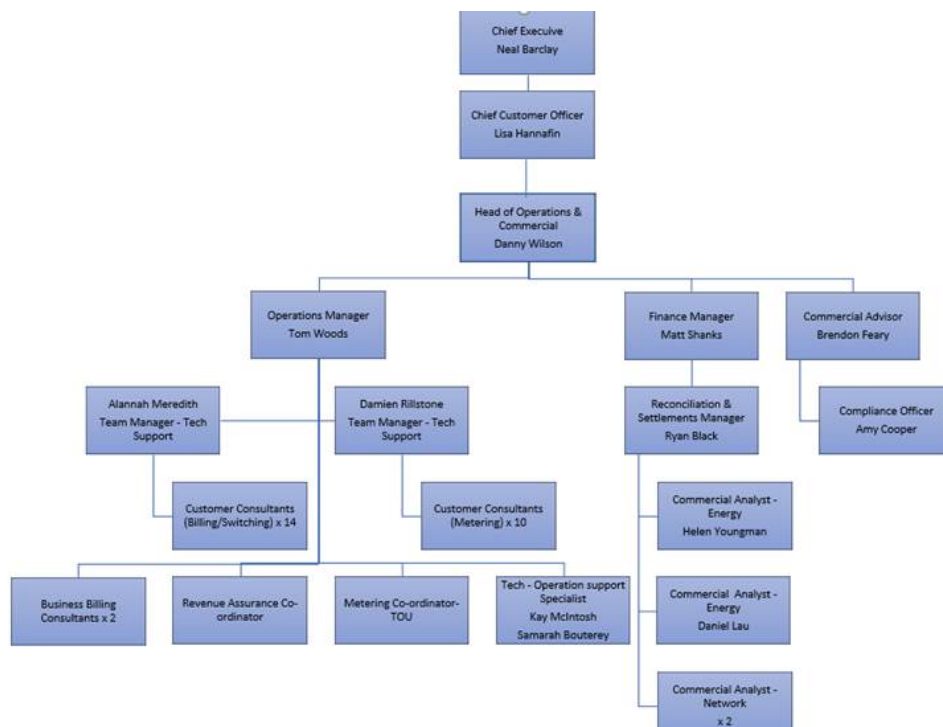 Chief Execuive
Neal Barclay
Chief Customer Officer
Lisa Hannafin
Head of Operations &
Commercial
Danny Wilson
Operations Manager
Tom Woods
Finance Manager
Matt Shanks
Commercial Advisor
Brendon Feary
Alannah Meredith
Team Manager - Tech
Support
Damien Rillstone
Team Manager - Tech
Support
Reconciliation &
Settlements Manager
Ryan Black
Compliance Officer
Amy Cooper
Customer Consultants
(Billing/Switching) x 14
Customer Consultants
(Metering) x 10
Commercial Analyst -
Energy
Helen Youngman
Business Billing
Consultants x 2
Revenue Assurance Co-
ordinator
Metering Co-ordinator-
TOU
Tech - Operation support
Specialist
Kay McIntosh
Samarah Bouterey
Commercial Analyst -
Energy
Daniel Lau
Commercial Analyst -
Network
x 2